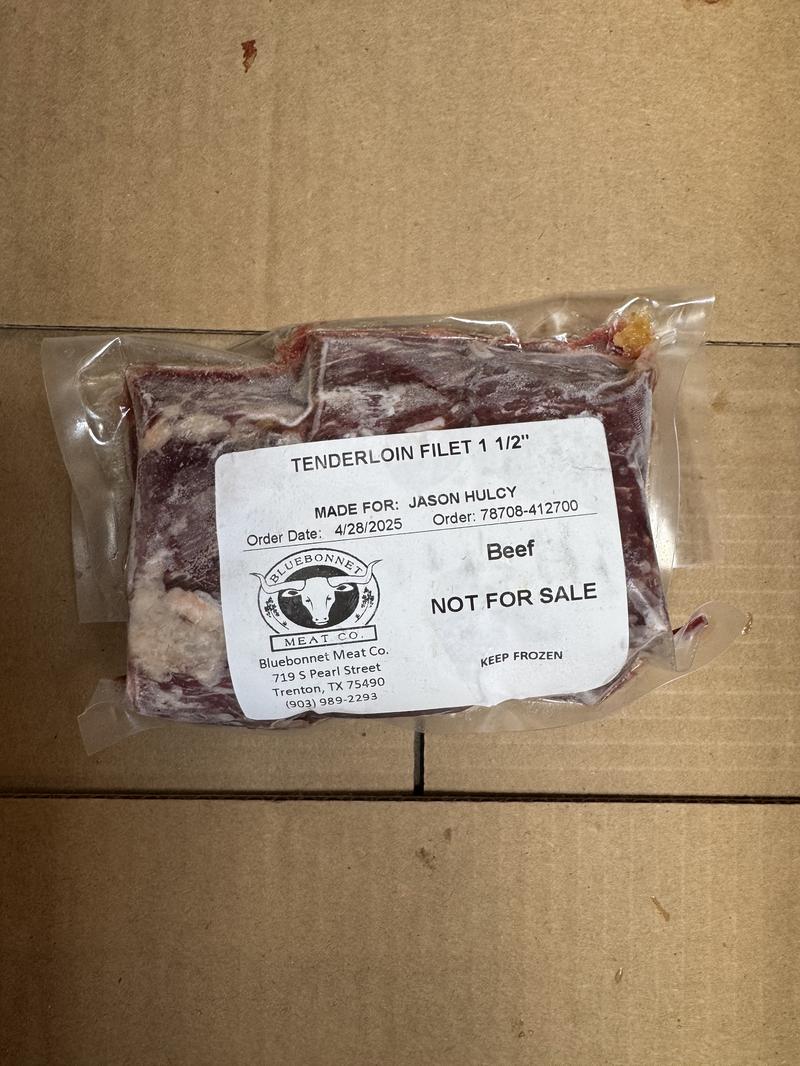 TENDERLOIN FILET 1 1/2"
MADE FOR: JASON HULCY
Order Date: 4/28/2025 Order: 78708-412700
BLUEBONNET
MEAT CO.
Beef
NOT FOR SALE
KEEP FROZEN
Bluebonnet Meat Co.
719 S Pearl Street
Trenton, TX 75490
(903) 989-2293